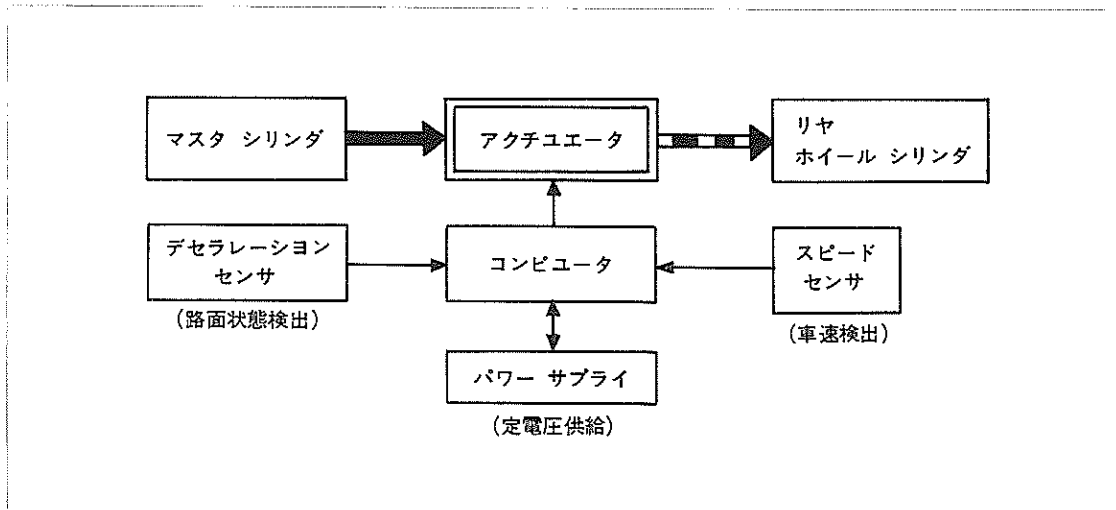 マスタ シリンダ
アクチユエータ
リヤ
ホイール シリンダ
デセラレーシヨン
センサ
(路面状態検出)
コンピユータ
スピード
センサ
(車速検出)
パワー サプライ
(定電圧供給)